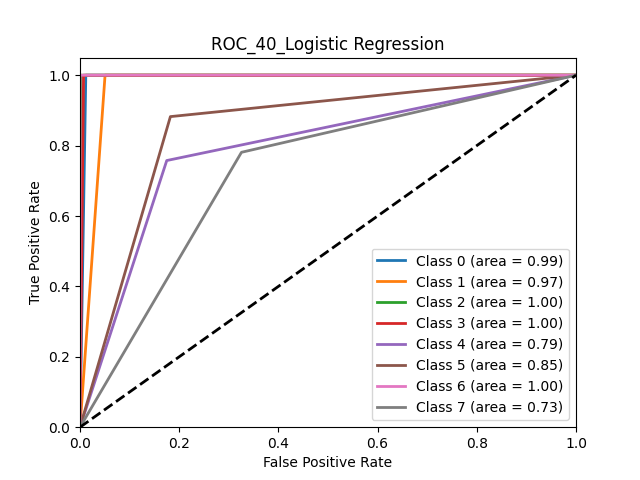 ROC_40_Logistic Regression
1.0
0.8
0.6
0.4
0.2
0.0
True Positive Rate
Class 0 (area = 0.99)
Class 1 (area = 0.97)
Class 2 (area = 1.00)
Class 3 (area = 1.00)
Class 4 (area = 0.79)
Class 5 (area = 0.85)
Class 6 (area = 1.00)
Class 7 (area = 0.73)
0.0 0.2 0.4 0.6 0.8 1.0
False Positive Rate